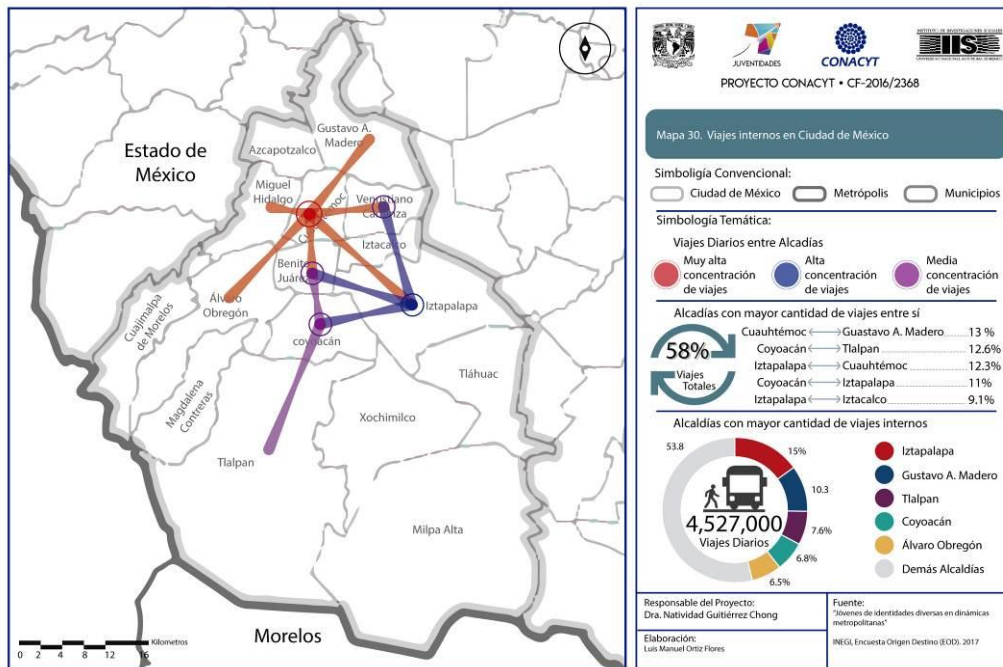 Estado de
México
Gustavo A.
Madero
Azcapotzalco
Miguel
Hidalgo
Venustiano
Iztacalco
Benito
Juárez
Álvaro
Obregón
Iztapalapa
Cuajimalpa
de Morelos
coyoacán
Magdalena
Contreras
Tláhuac
Xochimilco
Tlalpan
Milpa Alta
Morelos
Kilometros
0 2 4 8 12 16
JUVENTUDES
CONACYT
IIS
PROYECTO CONACYT • CF-2016/2368
Mapa 30. Viajes internos en Ciudad de México
Simboligía Convencional:
Ciudad de México
Metrópolis
Municipios
Simbología Temática:
Viajes Diarios entre Alcadías
Muy alta
concentración
de viajes
Alta
concentración
de viajes
Media
concentración
de viajes
Alcadías con mayor cantidad de viajes entre sí
58%
Viajes
Totales
Cuauhtémoc Guastavo A. Madero 13 %
Coyoacán Tlalpan 12.6%
Iztapalapa Cuauhtémoc 12.3%
Coyoacán Iztapalapa 11%
Iztapalapa Iztacalco 9.1%
Alcaldías con mayor cantidad de viajes internos
53.8
15%
10.3
7.6%
6.8%
6.5%
4,527,000
Viajes Diarios
Iztapalapa
Gustavo A. Madero
Tlalpan
Coyoacán
Álvaro Obregón
Demás Alcaldías
Responsable del Proyecto:
Dra. Natividad Guitiérrez Chong
Elaboración:
Luis Manuel Ortiz Flores
Fuente:
"Jóvenes de identidades diversas en dinámicas
metropolitanas"
INEGI, Encuesta Origen Destino (EOD). 2017